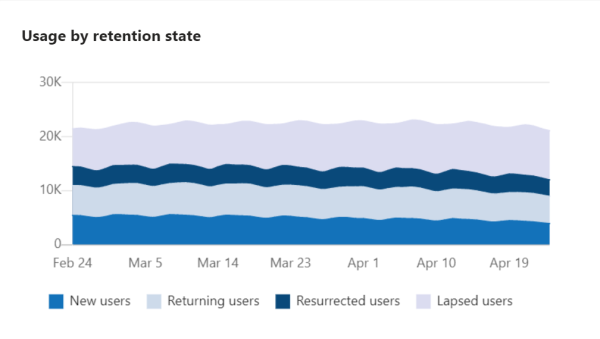 Usage by retention state
30K
20K
10K
0
Feb 24 Mar 5 Mar 14 Mar 23 Apr 1 Apr 10 Apr 19
New users Returning users Resurrected users Lapsed users